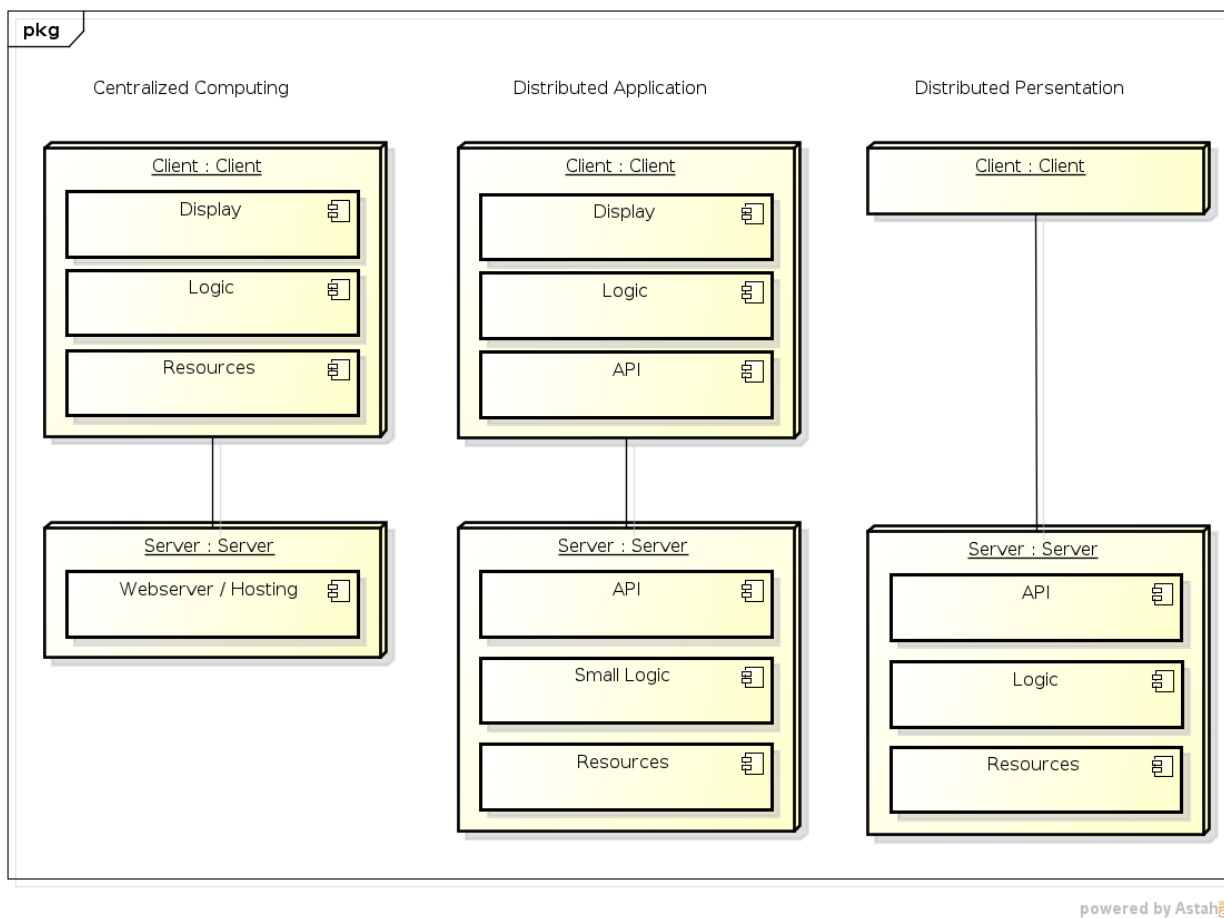 pkg
Centralized Computing
Distributed Application
Distributed Persentation
Client : Client
Display
Logic
Resources
Server : Server
Webserver / Hosting
Client : Client
Display
Logic
API
Server : Server
API
Small Logic
Resources
Client : Client
Server : Server
API
Logic
Resources
powered by Astah